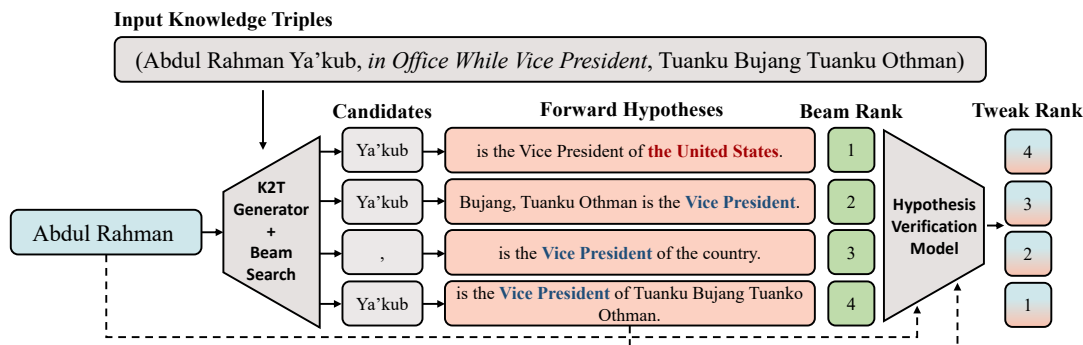 Input Knowledge Triples
(Abdul Rahman Ya'kub, in Office While Vice President, Tuanku Bujang Tuanku Othman)
Candidates
Forward Hypotheses
Beam Rank
Tweak Rank
Abdul Rahman
K2T
Generator
+
Beam
Search
Ya'kub
is the Vice President of the United States.
1
4
Ya'kub
Bujang, Tuanku Othman is the Vice President.
2
3
,
is the Vice President of the country.
3
2
Ya'kub
is the Vice President of Tuanku Bujang Tuanko
Othman.
4
1
Hypothesis
Verification
Model